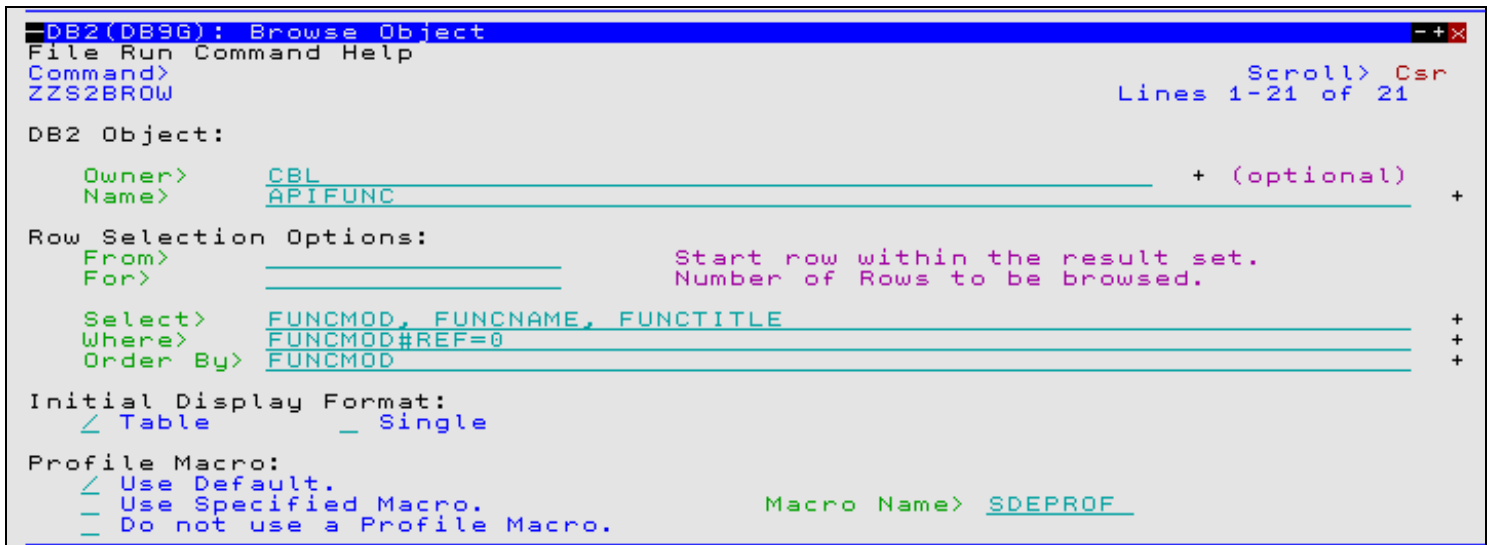 DB2(DB9G): Browse Object - + x
File Run Command Help
Command> Scroll> Csr
ZZS2BROW Lines 1-21 of 21
DB2 Object:
Owner> CBL + (optional)
Name> APIFUNC +
Row Selection Options:
From> Start row within the result set.
For> Number of Rows to be browsed.
Select> FUNCMOD, FUNCNAME, FUNCTITLE +
Where> FUNCMOD#REF=0 +
Order By> FUNCMOD +
Initial Display Format:
/ Table _ Single
Profile Macro:
/ Use Default.
_ Use Specified Macro. Macro Name> SDEPROF
_ Do not use a Profile Macro.